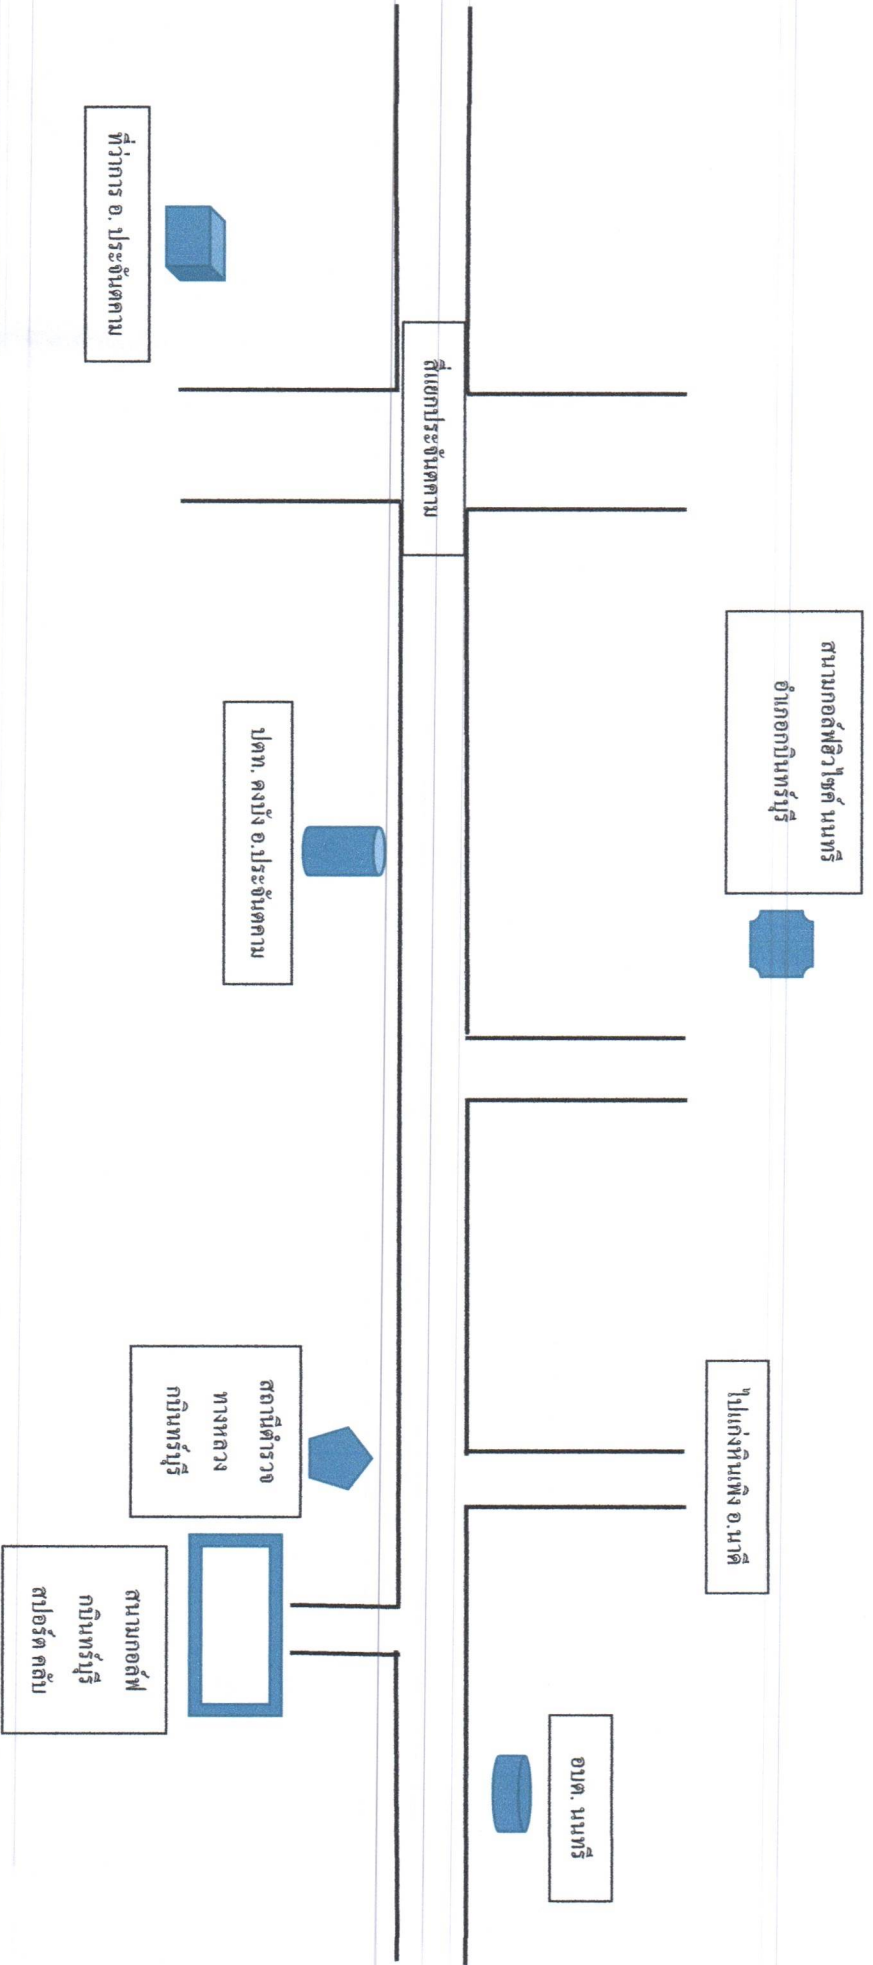 สนามกอล์ฟฮิวไซด์ นนทรี
อำเภอกบินทร์บุรี
ไปแก่งหินเพิง อ.นาดี
อบต. นนทรี
สี่แยกประจันตคาม
ปตท. ดงบัง อ.ประจันตคาม
สถานีตำรวจ
ทางหลวง
กบินทร์บุรี
ที่ว่าการ อ. ประจันตคาม
สนามกอล์ฟ
กบินทร์บุรี
สปอร์ต คลับ